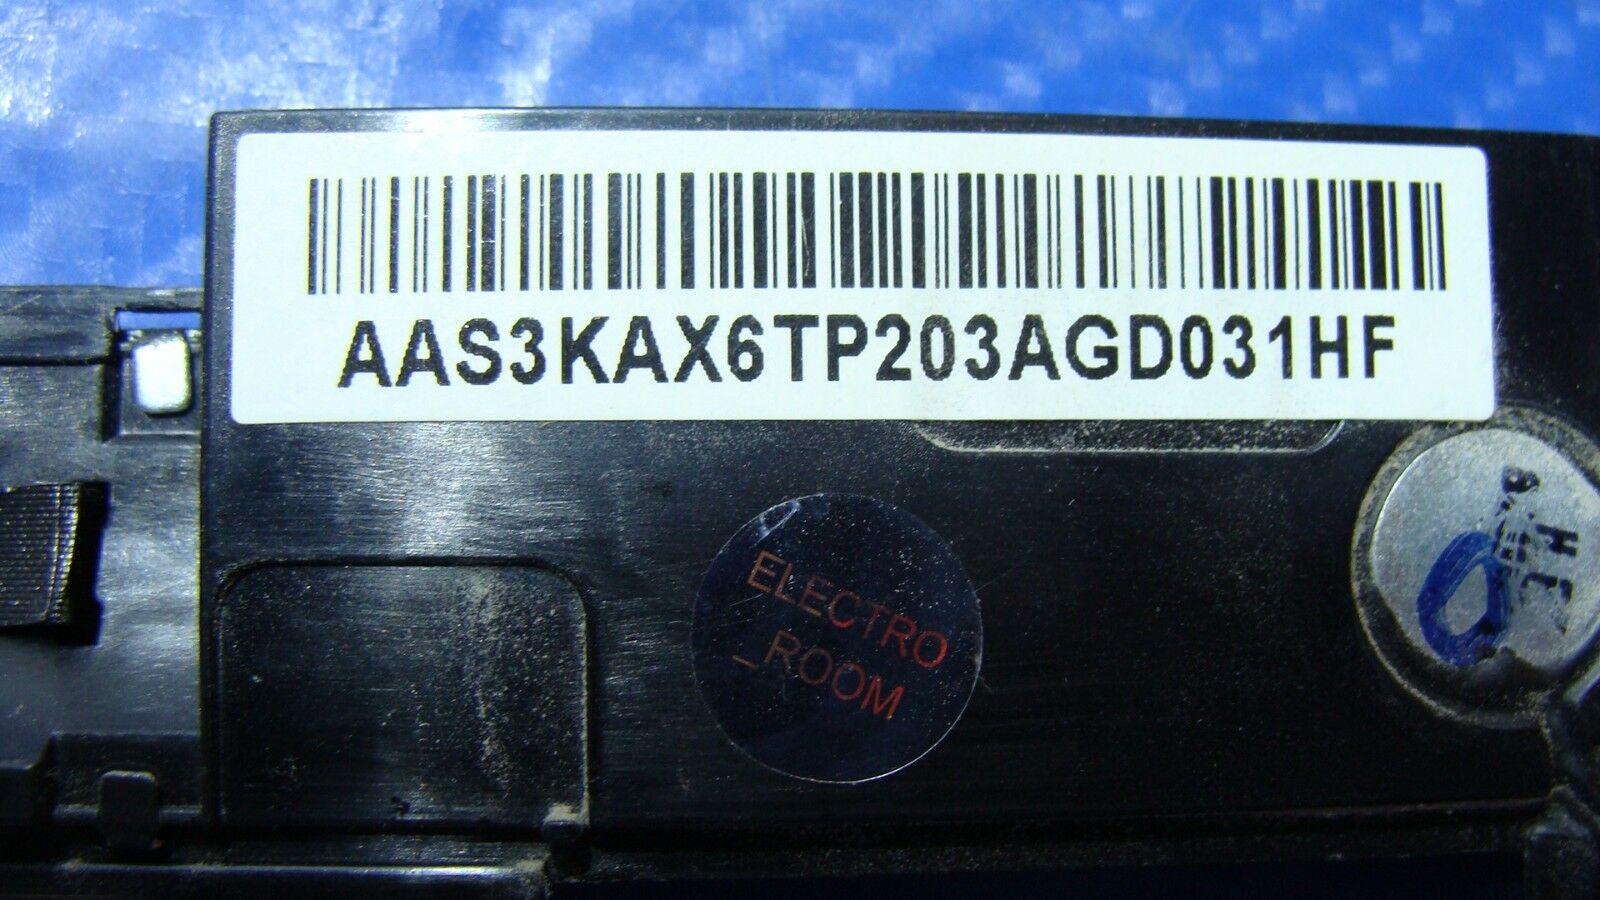 AAS3KAX6TP203AGD031HF
ELECTRO
_ROOM